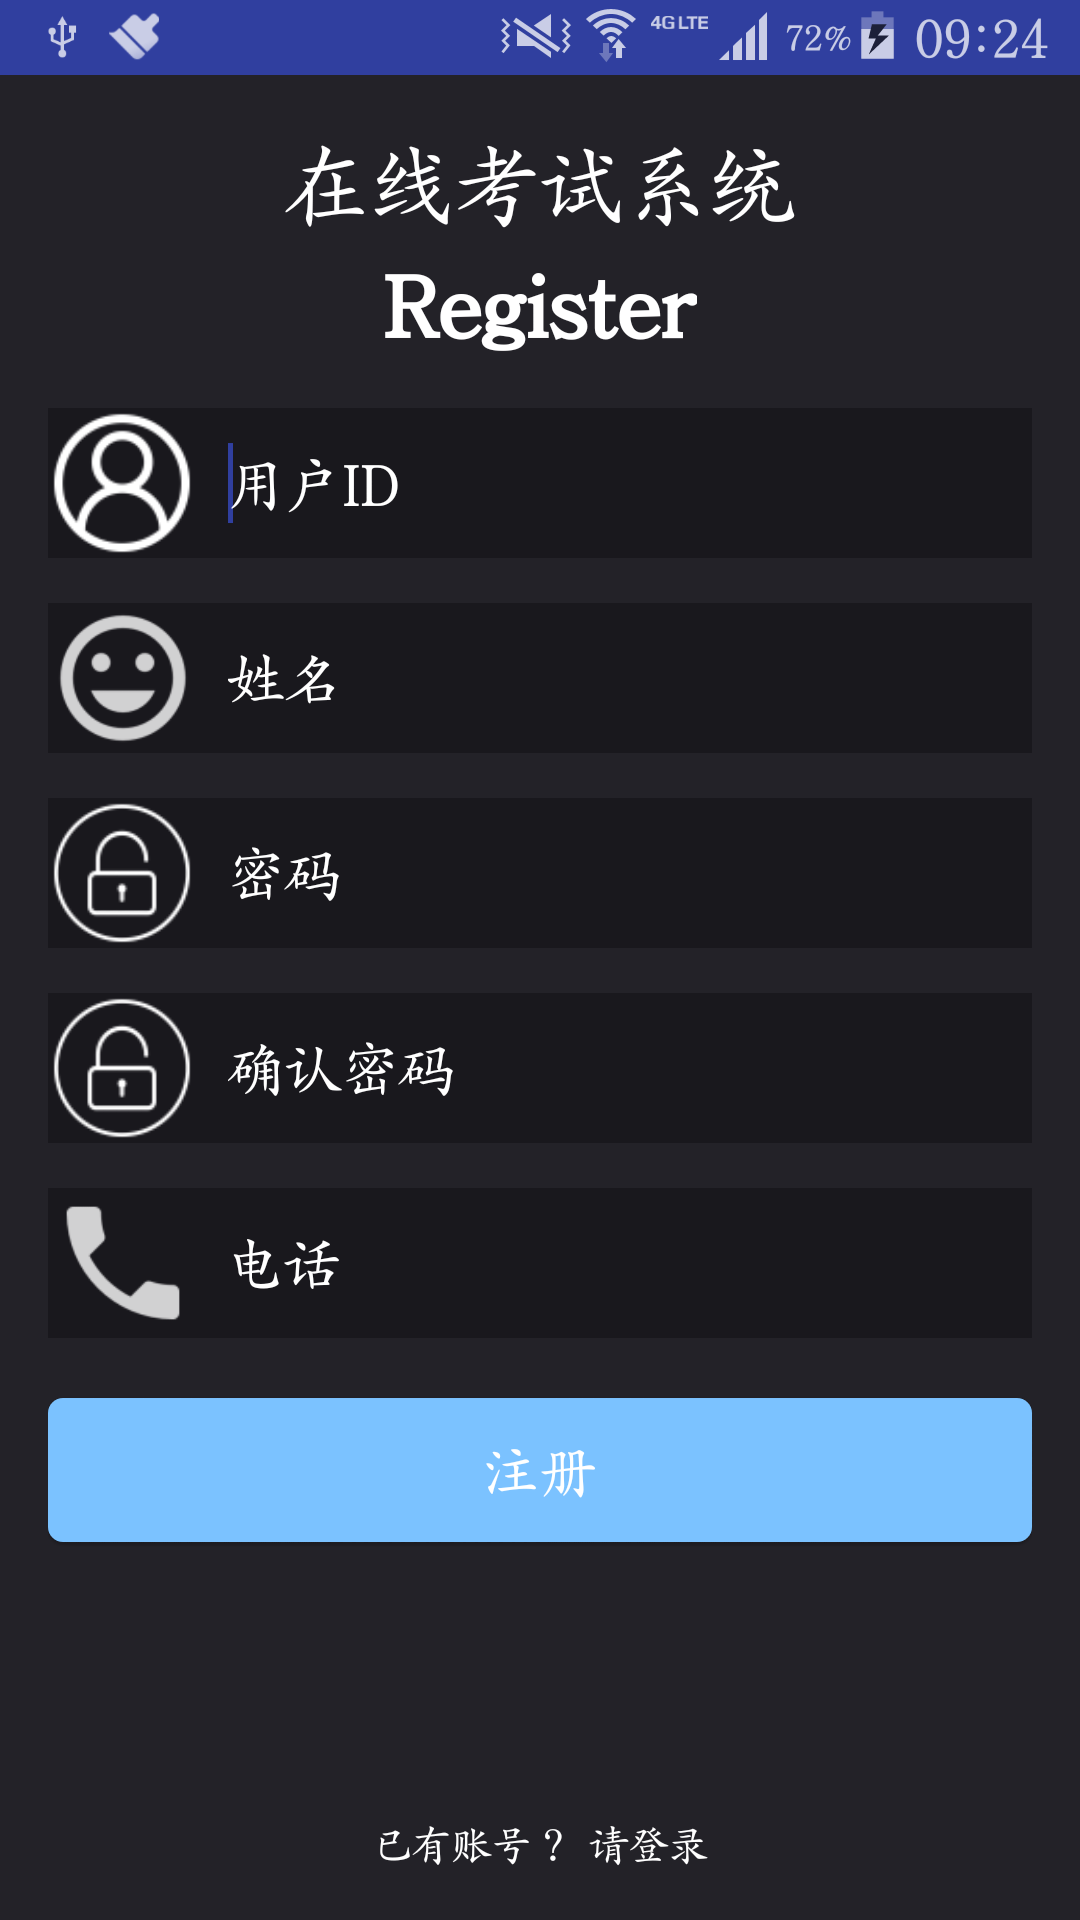 4G LTE 72% 09:24
在线考试系统
Register
用户ID
姓名
密码
确认密码
电话
注册
已有账号？ 请登录